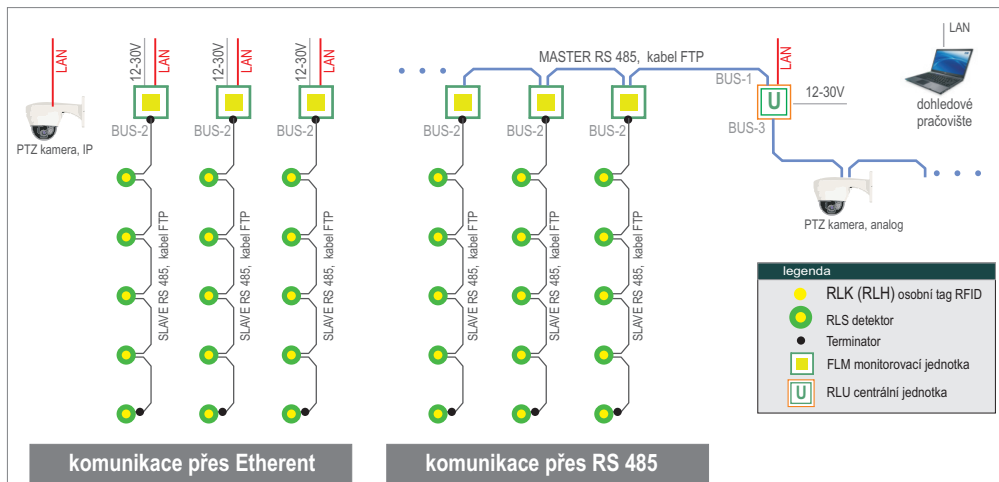 LAN
12-30V
LAN
12-30V
LAN
12-30V
LAN
PTZ kamera, IP
BUS-2
BUS-2
BUS-2
SLAVE RS 485, kabel FTP
SLAVE RS 485, kabel FTP
SLAVE RS 485, kabel FTP
komunikace přes Etherent
MASTER RS 485, kabel FTP
BUS-1
LAN
U
12-30V
BUS-3
BUS-2
BUS-2
BUS-2
SLAVE RS 485, kabel FTP
SLAVE RS 485, kabel FTP
SLAVE RS 485, kabel FTP
komunikace přes RS 485
LAN
dohledové
pračovište
PTZ kamera, analog
legenda
RLK (RLH) osobní tag RFID
RLS detektor
Terminator
FLM monitorovací jednotka
U
RLU centrální jednotka